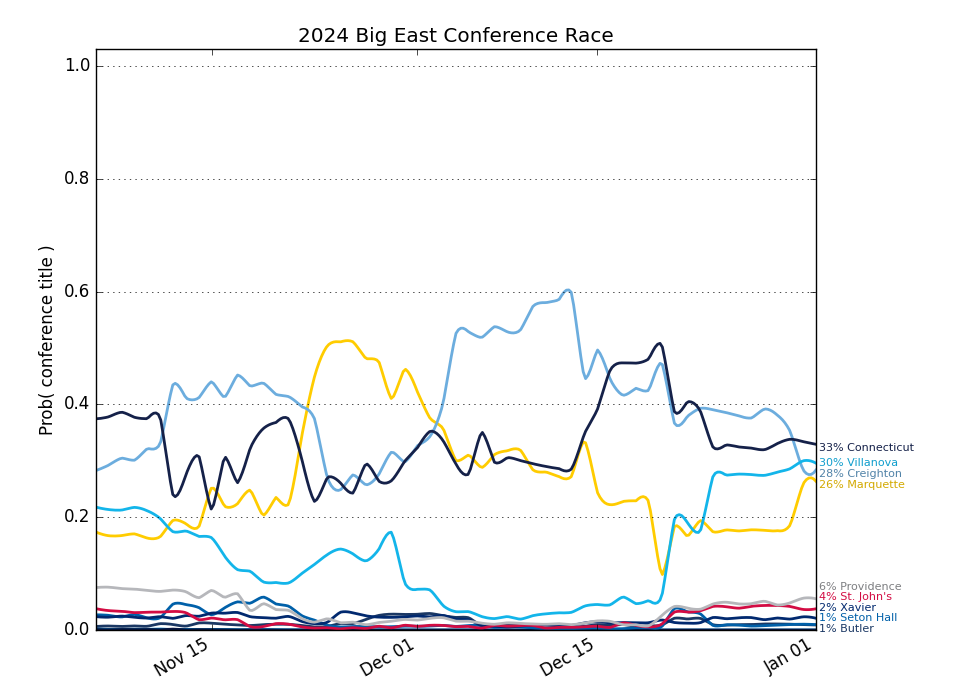 2024 Big East Conference Race
1.0
0.8
0.6
0.4
0.2
0.0
Prob( conference title )
Nov 15
Dec 01
Dec 15
Jan 01
33% Connecticut
30% Villanova
28% Creighton
26% Marquette
6% Providence
4% St. John's
2% Xavier
1% Seton Hall
1% Butler